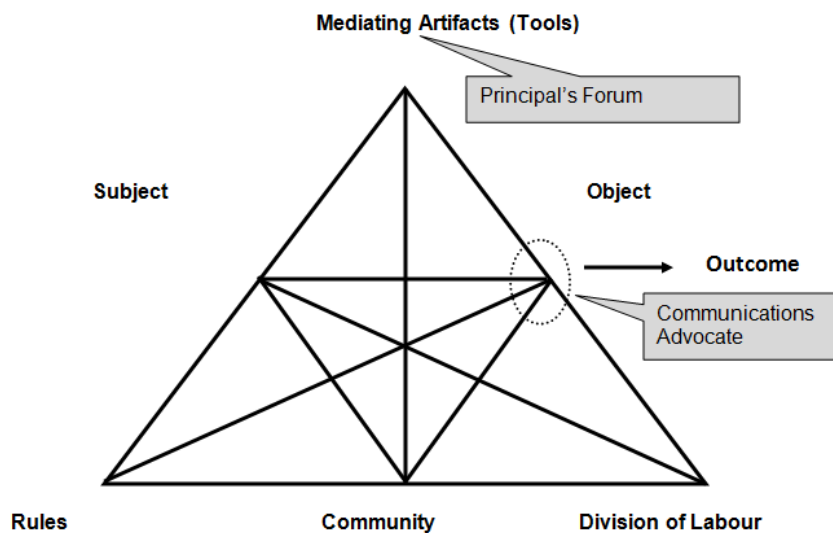 Mediating Artifacts (Tools)
Principal's Forum
Subject
Object
Outcome
Communications
Advocate
Rules
Community
Division of Labour